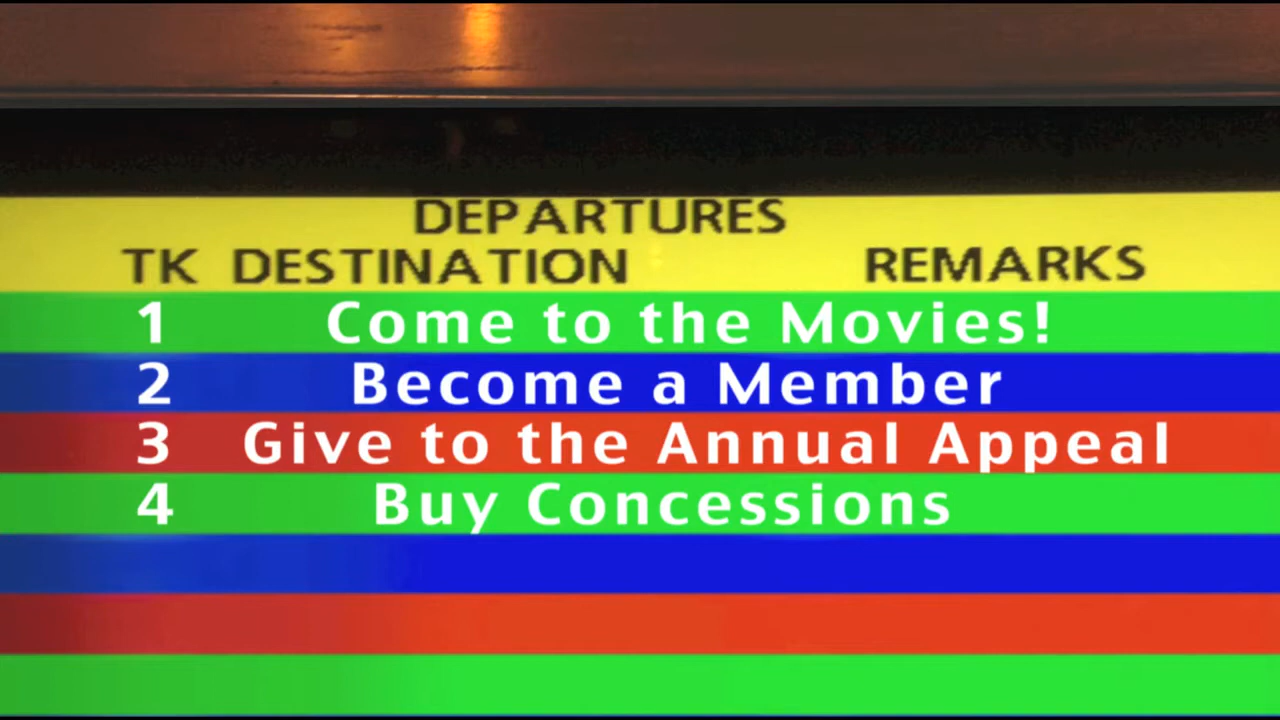 DEPARTURES
TK DESTINATION REMARKS
1 Come to the Movies!
2 Become a Member
3 Give to the Annual Appeal
4 Buy Concessions